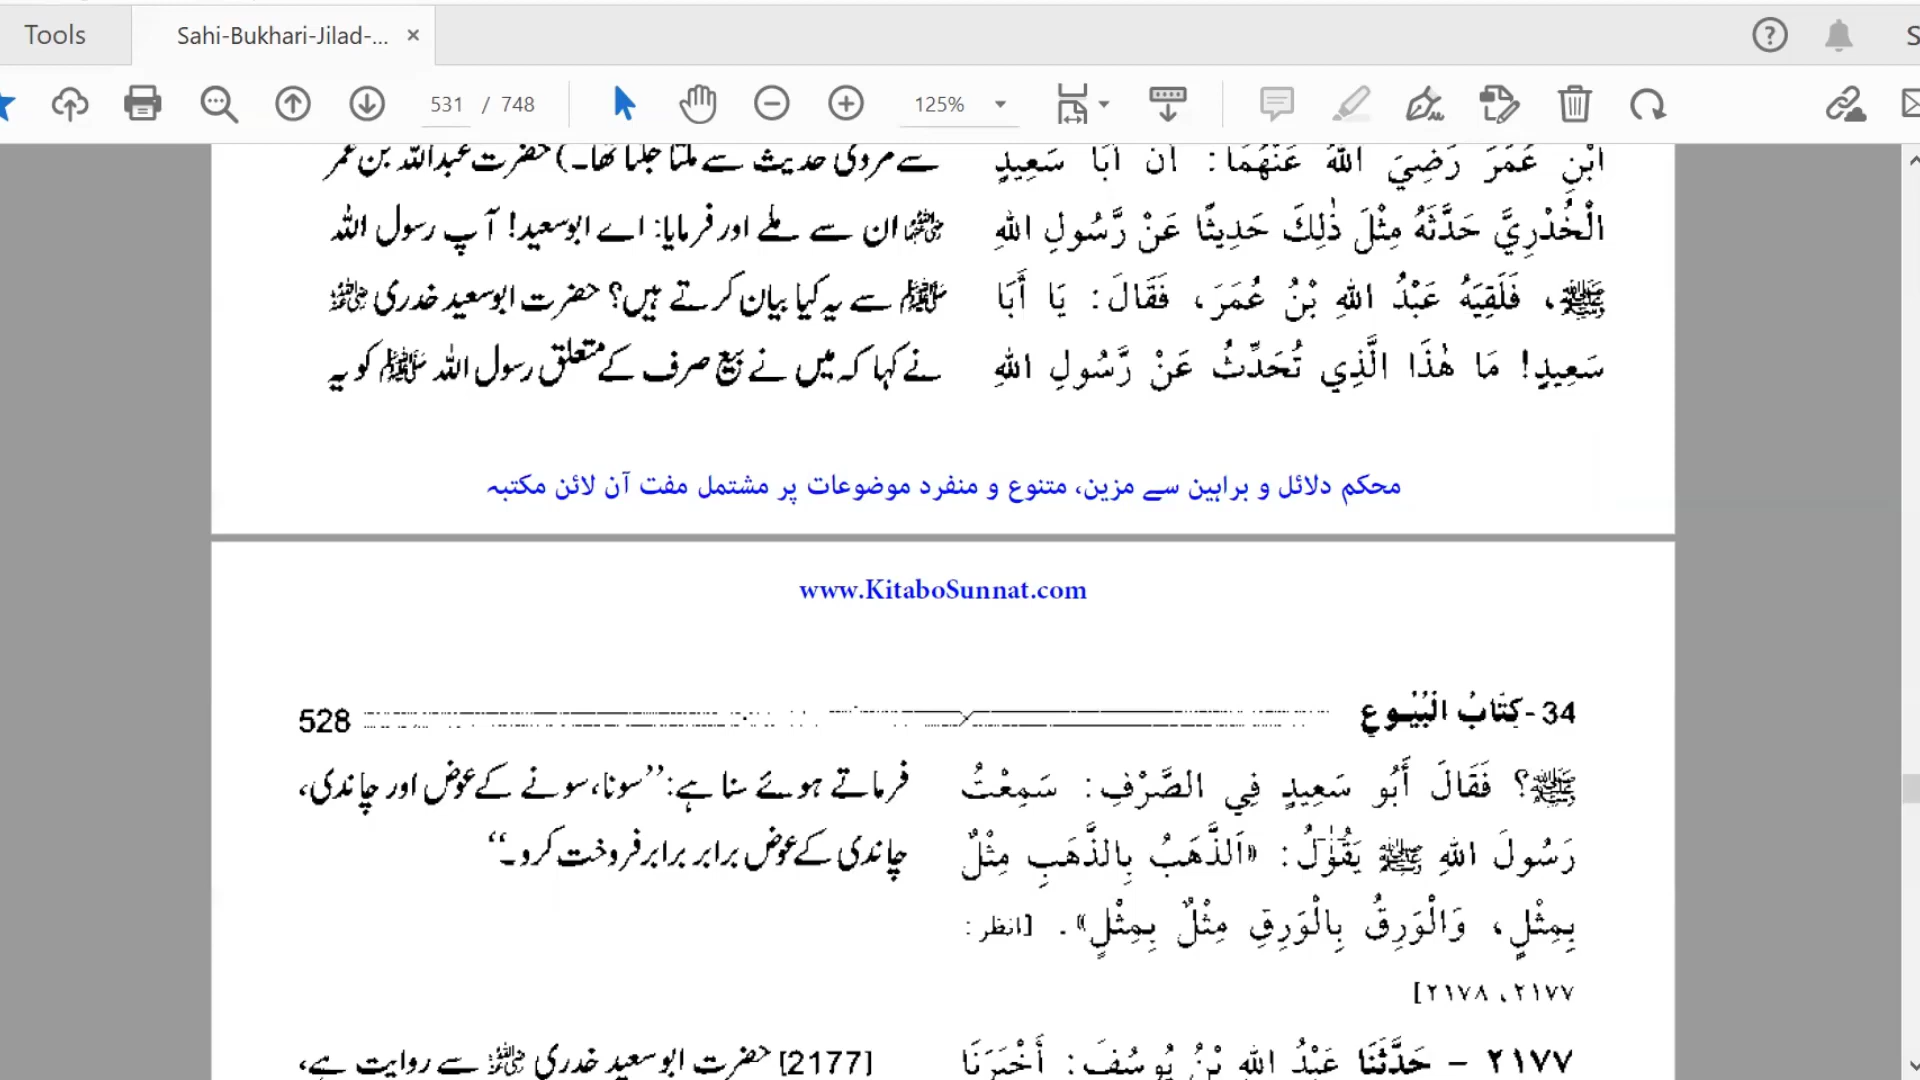 Tools
Sahi-Bukhari-Jilad-...
531 / 748
125%
ابْنِ عُمَرَ رَضِيَ اللهُ عَنْهُمَا: أَنَّ أَبَا سَعِيدٍ
الْخُدْرِيَّ حَدَّثَهُ مِثْلَ ذٰلِكَ حَدِيثًا عَنْ رَّسُولِ اللهِ
ﷺ، فَلَقِيَهُ عَبْدُ اللهِ بْنُ عُمَرَ، فَقَالَ: يَا أَبَا
سَعِيدٍ! مَا هٰذَا الَّذِي تُحَدِّثُ عَنْ رَّسُولِ اللهِ
سے مروی حدیث سے ملتا جلتا تھا۔) حضرت عبداللہ بن عمر
ؓ ان سے ملے اور فرمایا: اے ابوسعید! آپ رسول اللہ
ﷺ سے یہ کیا بیان کرتے ہیں؟ حضرت ابوسعید خدری ؓ
نے کہا کہ میں نے بیع صرف کے متعلق رسول اللہ ﷺ کو یہ
محکم دلائل و براہین سے مزین، متنوع و منفرد موضوعات پر مشتمل مفت آن لائن مکتبہ
www.KitaboSunnat.com
34-كِتَابُ الْبُيُوعِ
528
ﷺ؟ فَقَالَ أَبُو سَعِيدٍ فِي الصَّرْفِ: سَمِعْتُ
رَسُولَ اللهِ ﷺ يَقُولُ: «اَلذَّهَبُ بِالذَّهَبِ مِثْلٌ
بِمِثْلٍ، وَالْوَرِقُ بِالْوَرِقِ مِثْلٌ بِمِثْلٍ». [انظر:
٢١٧٧، ٢١٧٨]
فرماتے ہوئے سنا ہے: ’’سونا، سونے کے عوض اور چاندی،
چاندی کے عوض برابر برابر فروخت کرو۔‘‘
٢١٧٧ – حَدَّثَنَا عَبْدُ اللهِ بْنُ يُوسُفَ: أَخْبَرَنَا
[2177] حضرت ابوسعید خدری ؓ سے روایت ہے،